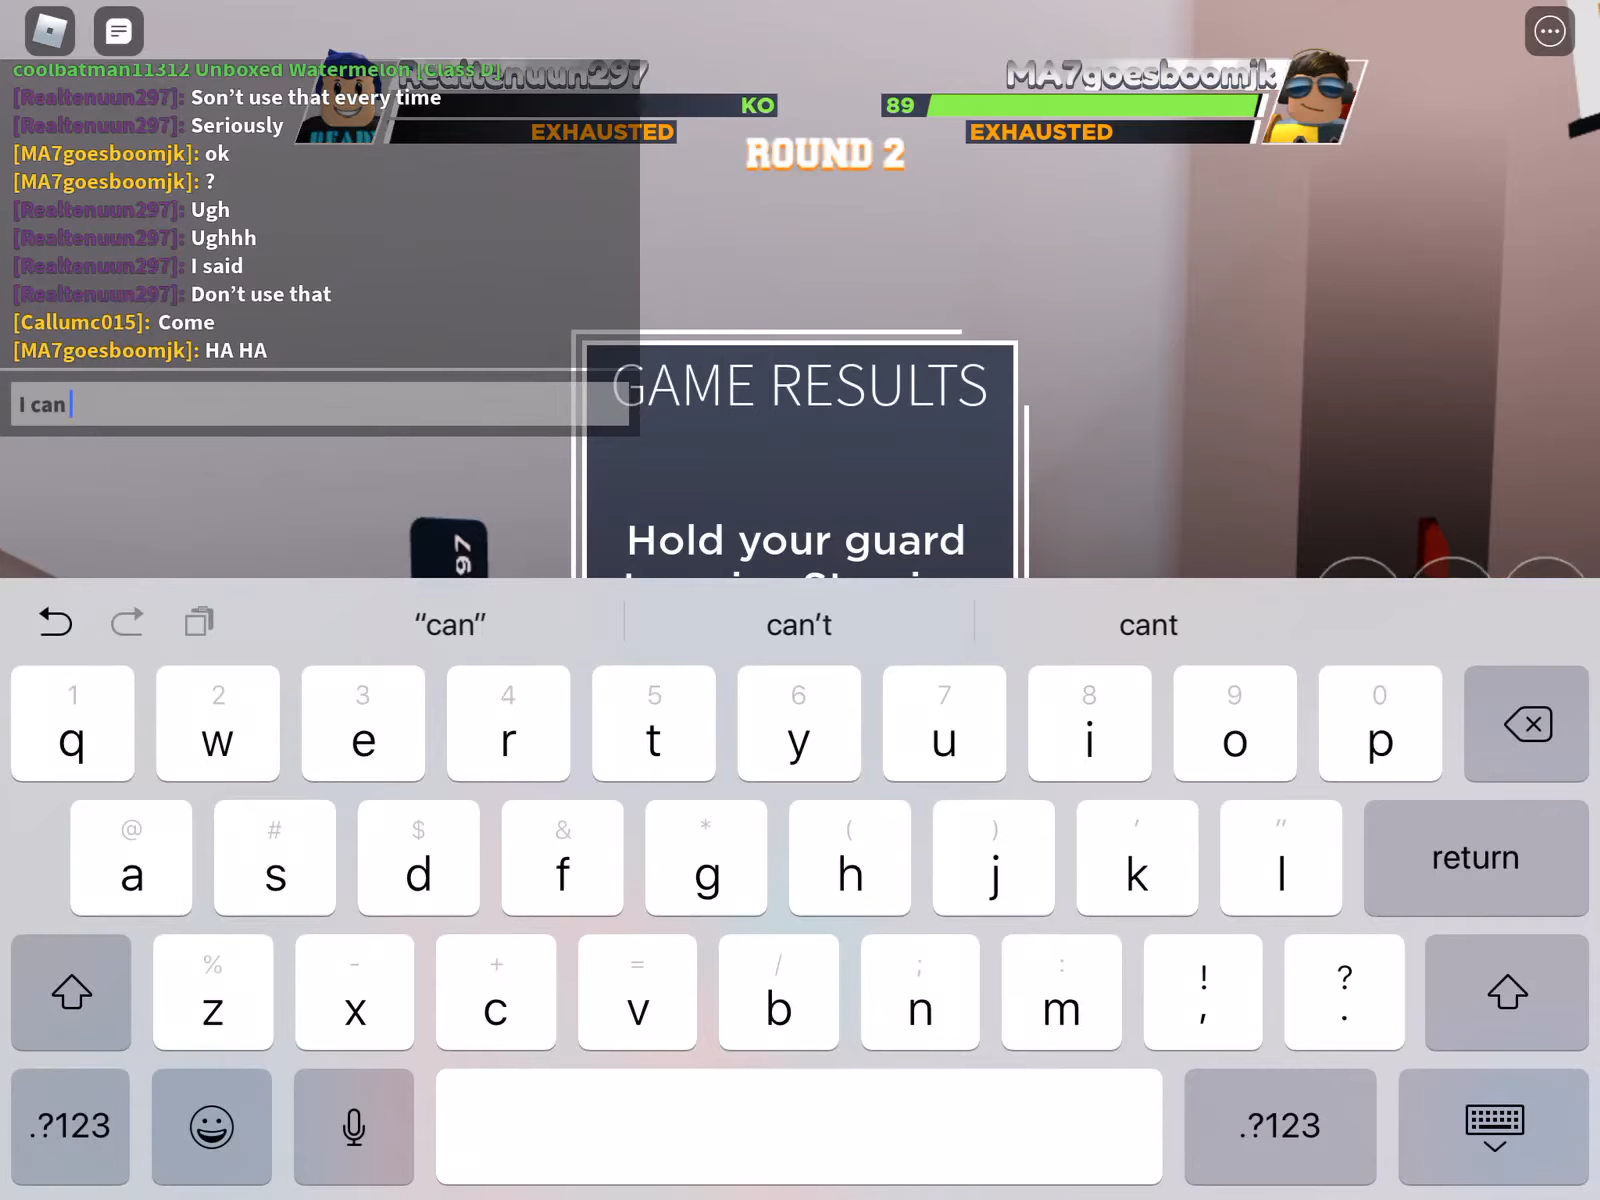 coolbatman11312 Unboxed Watermelon [Class D]
[Realtenuun297]: Son't use that every time
[Realtenuun297]: Seriously
[MA7goesboomjk]: ok
[MA7goesboomjk]: ?
[Realtenuun297]: Ugh
[Realtenuun297]: Ughhh
[Realtenuun297]: I said
[Realtenuun297]: Don't use that
[Callumc015]: Come
[MA7goesboomjk]: HA HA
I can
Realtenuun297
KO
EXHAUSTED
READY
MA7goesboomjk
89
EXHAUSTED
ROUND 2
GAME RESULTS
Hold your guard
97
“can”
can't
cant
1 2 3 4 5 6 7 8 9 0
q w e r t y u i o p
@ # $ & * ( ) ' "
a s d f g h j k l return
% - + = / ; : ! ?
z x c v b n m , .
.?123 .?123